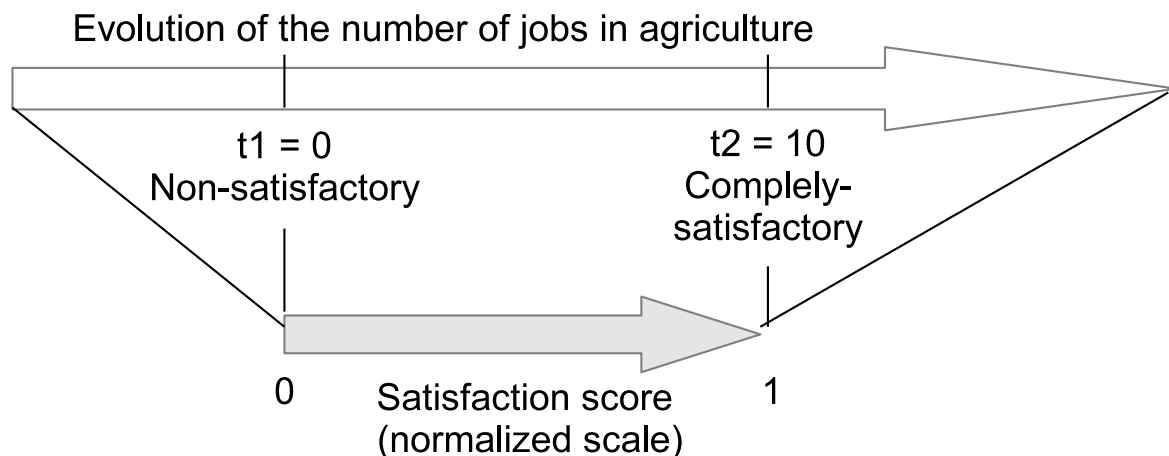 Evolution of the number of jobs in agriculture
t1 = 0
Non-satisfactory
t2 = 10
Complely-
satisfactory
0
1
Satisfaction score
(normalized scale)